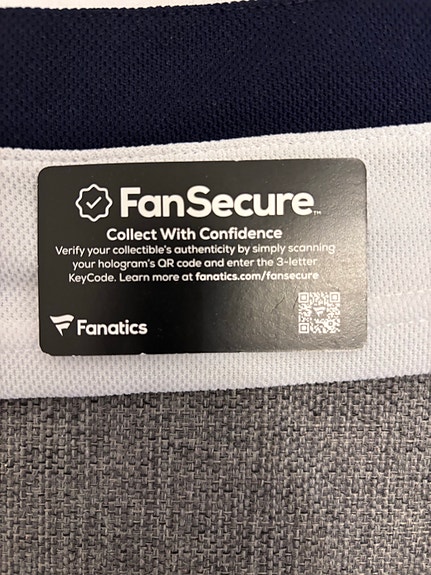 FanSecure™
Collect With Confidence
Verify your collectible's authenticity by simply scanning
your hologram's QR code and enter the 3-letter
KeyCode. Learn more at fanatics.com/fansecure
Fanatics